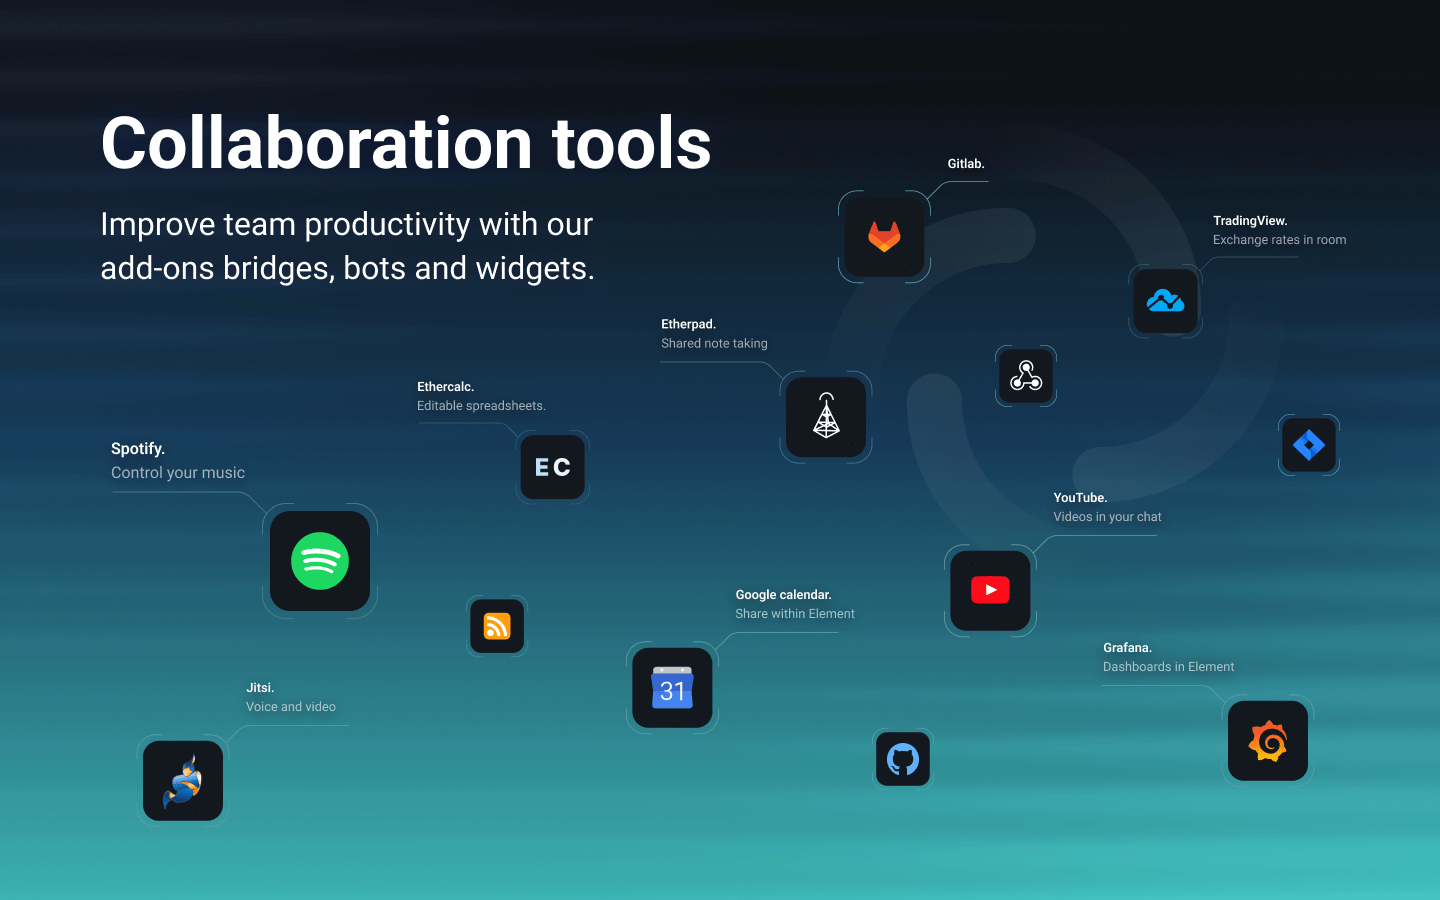 Collaboration tools
Improve team productivity with our
add-ons bridges, bots and widgets.
Gitlab.
TradingView.
Exchange rates in room
Etherpad.
Shared note taking
Ethercalc.
Editable spreadsheets.
EC
Spotify.
Control your music
YouTube.
Videos in your chat
Google calendar.
Share within Element
31
Grafana.
Dashboards in Element
Jitsi.
Voice and video